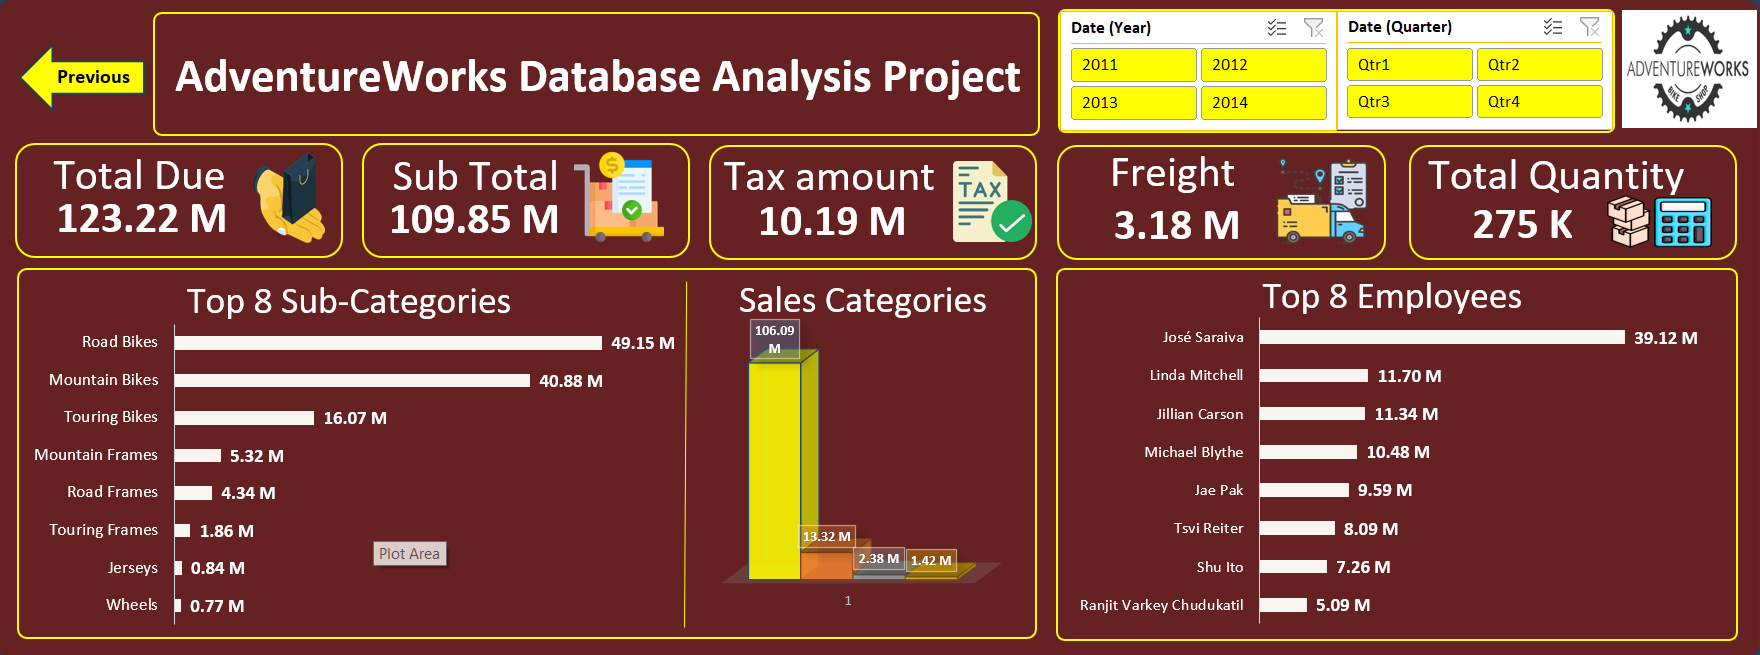 Previous
AdventureWorks Database Analysis Project
Date (Year)
2011
2012
2013
2014
Date (Quarter)
Qtr1
Qtr2
Qtr3
Qtr4
ADVENTUREWORKS
BIKE SHOP
Total Due
123.22 M
Sub Total
109.85 M
Tax amount
10.19 M
TAX
Freight
3.18 M
Total Quantity
275 K
Top 8 Sub-Categories
Road Bikes
49.15 M
Mountain Bikes
40.88 M
Touring Bikes
16.07 M
Mountain Frames
5.32 M
Road Frames
4.34 M
Touring Frames
1.86 M
Jerseys
0.84 M
Wheels
0.77 M
Plot Area
Sales Categories
106.09
M
13.32 M
2.38 M
1.42 M
1
Top 8 Employees
José Saraiva
39.12 M
Linda Mitchell
11.70 M
Jillian Carson
11.34 M
Michael Blythe
10.48 M
Jae Pak
9.59 M
Tsvi Reiter
8.09 M
Shu Ito
7.26 M
Ranjit Varkey Chudukatil
5.09 M